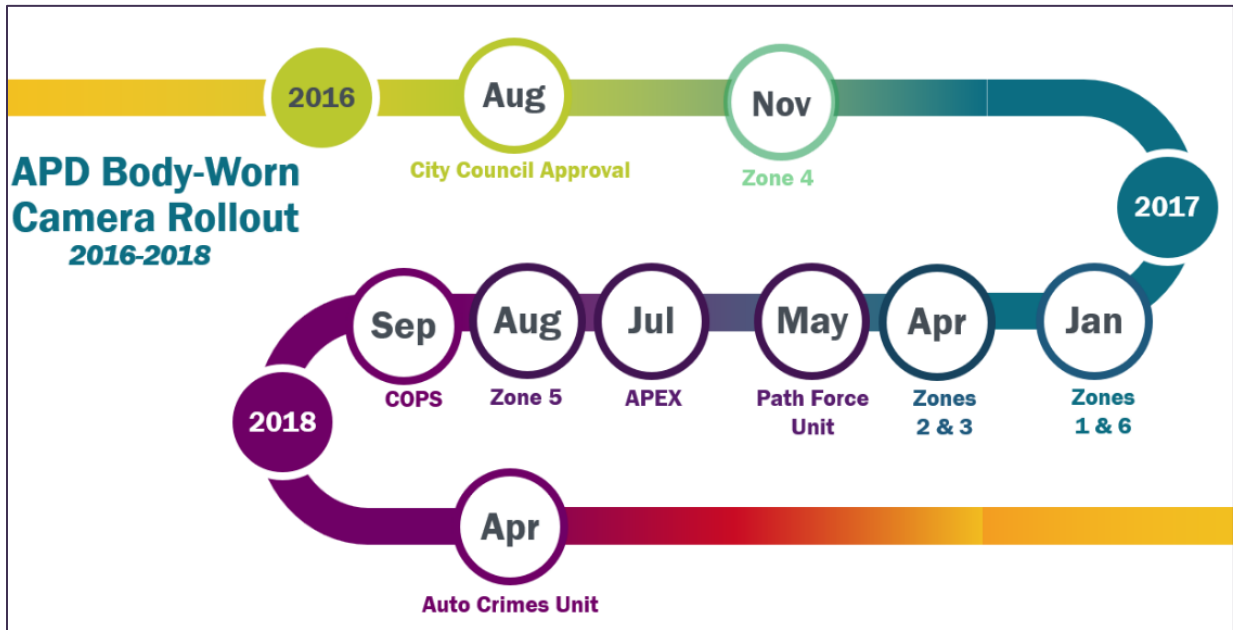 2016
Aug
City Council Approval
Nov
Zone 4
APD Body-Worn
Camera Rollout
2016-2018
2017
Jan
Zones
1 & 6
Apr
Zones
2 & 3
May
Path Force
Unit
Jul
APEX
Aug
Zone 5
Sep
COPS
2018
Apr
Auto Crimes Unit